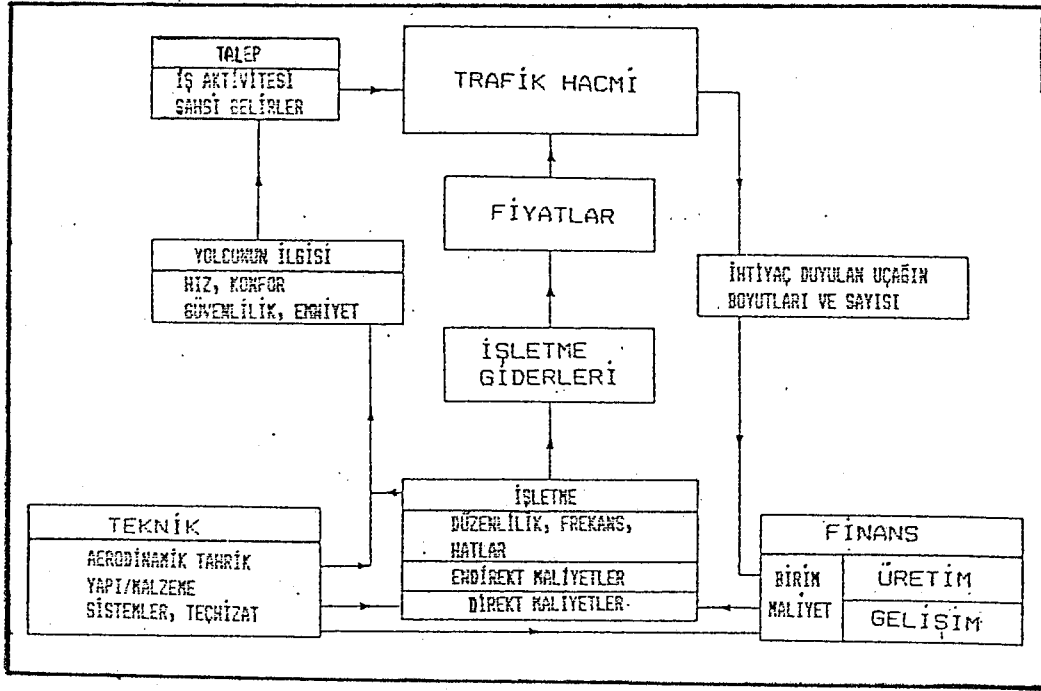 TALEP
İŞ AKTİVİTESİ
ŞAHSİ GELİRLER
TRAFİK HACMİ
FİYATLAR
YOLCUNUN İLGİSİ
HIZ, KONFOR
GÜVENLİLİK, EMNİYET
İHTİYAÇ DUYULAN UÇAĞIN
BOYUTLARI VE SAYISI
İŞLETME
GİDERLERİ
İŞLETME
DÜZENLİLİK, FREKANS,
HATLAR
ENDİREKT MALİYETLER
DİREKT MALİYETLER
TEKNİK
AERODİNAMİK TAHRİK
YAPI/MALZEME
SİSTEMLER, TEÇHİZAT
FİNANS
BİRİM
MALİYET
ÜRETİM
GELİŞİM